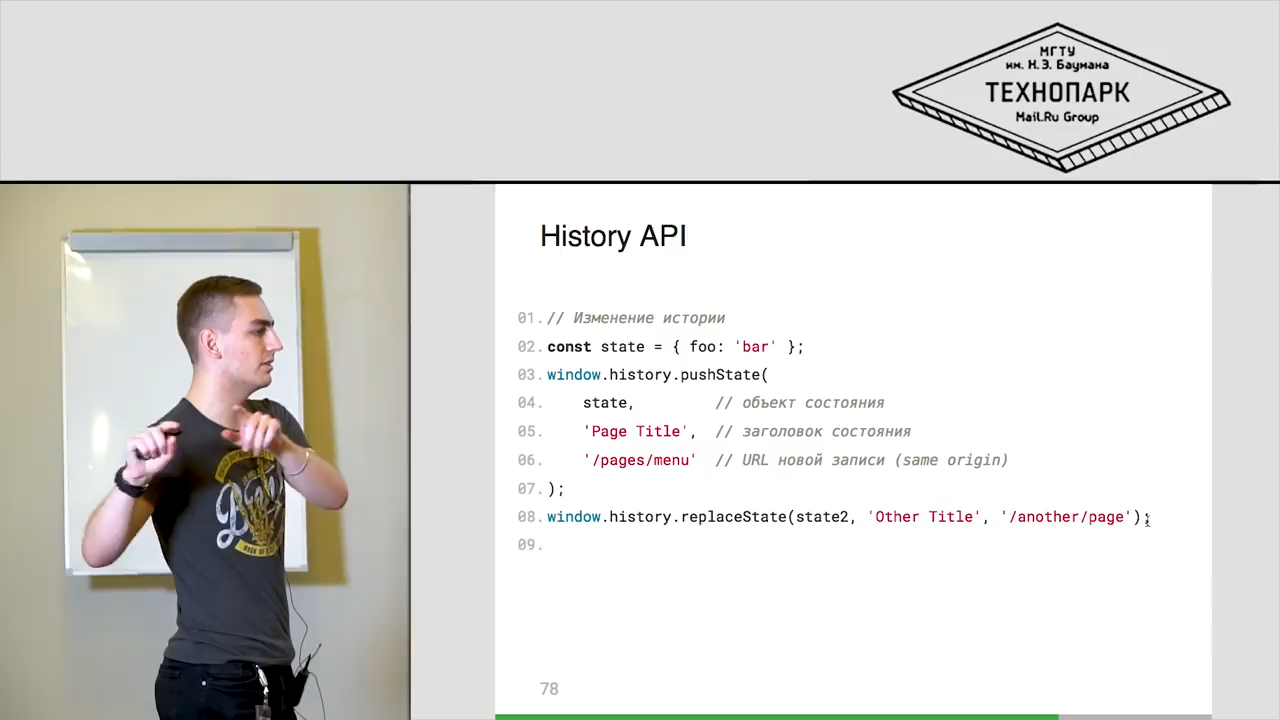 МГТУ
им. Н.Э. Баумана
ТЕХНОПАРК
Mail.Ru Group
History API
01. // Изменение истории
02. const state = { foo: 'bar' };
03. window.history.pushState(
04. state, // объект состояния
05. 'Page Title', // заголовок состояния
06. '/pages/menu' // URL новой записи (same origin)
07. );
08. window.history.replaceState(state2, 'Other Title', '/another/page');
09.
78